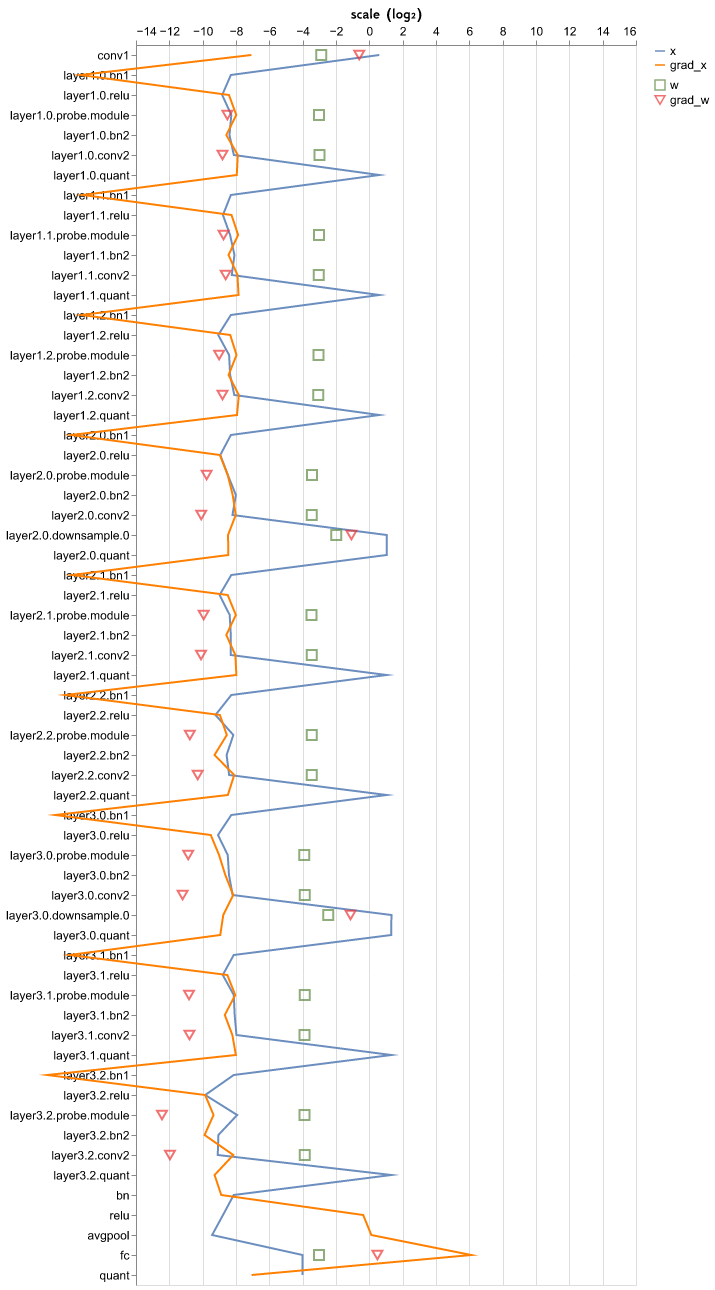 scale (log₂)
−14 −12 −10 −8 −6 −4 −2 0 2 4 6 8 10 12 14 16
x
grad_x
w
grad_w
conv1
layer1.0.bn1
layer1.0.relu
layer1.0.probe.module
layer1.0.bn2
layer1.0.conv2
layer1.0.quant
layer1.1.bn1
layer1.1.relu
layer1.1.probe.module
layer1.1.bn2
layer1.1.conv2
layer1.1.quant
layer1.2.bn1
layer1.2.relu
layer1.2.probe.module
layer1.2.bn2
layer1.2.conv2
layer1.2.quant
layer2.0.bn1
layer2.0.relu
layer2.0.probe.module
layer2.0.bn2
layer2.0.conv2
layer2.0.downsample.0
layer2.0.quant
layer2.1.bn1
layer2.1.relu
layer2.1.probe.module
layer2.1.bn2
layer2.1.conv2
layer2.1.quant
layer2.2.bn1
layer2.2.relu
layer2.2.probe.module
layer2.2.bn2
layer2.2.conv2
layer2.2.quant
layer3.0.bn1
layer3.0.relu
layer3.0.probe.module
layer3.0.bn2
layer3.0.conv2
layer3.0.downsample.0
layer3.0.quant
layer3.1.bn1
layer3.1.relu
layer3.1.probe.module
layer3.1.bn2
layer3.1.conv2
layer3.1.quant
layer3.2.bn1
layer3.2.relu
layer3.2.probe.module
layer3.2.bn2
layer3.2.conv2
layer3.2.quant
bn
relu
avgpool
fc
quant